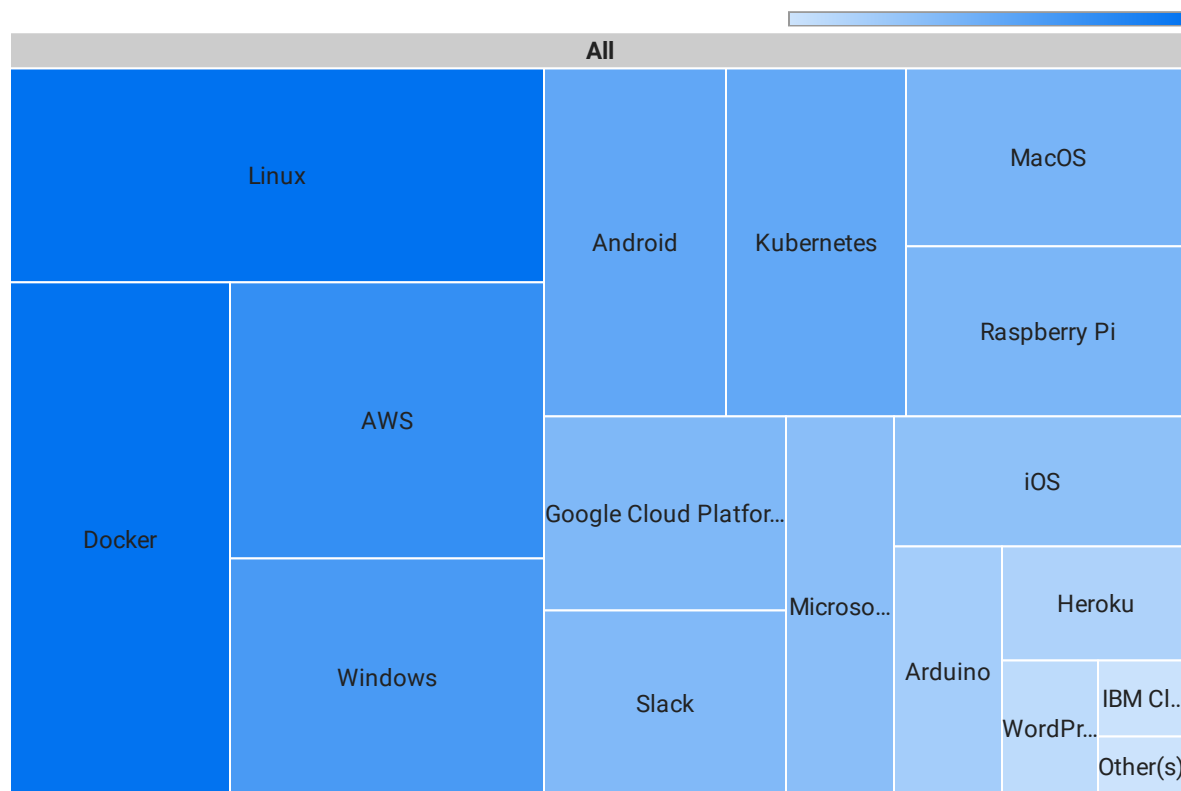 All
Linux
Android
Kubernetes
MacOS
Raspberry Pi
Docker
AWS
Windows
Google Cloud Platfor...
Slack
Microso...
iOS
Arduino
Heroku
WordPr...
IBM Cl..
Other(s)